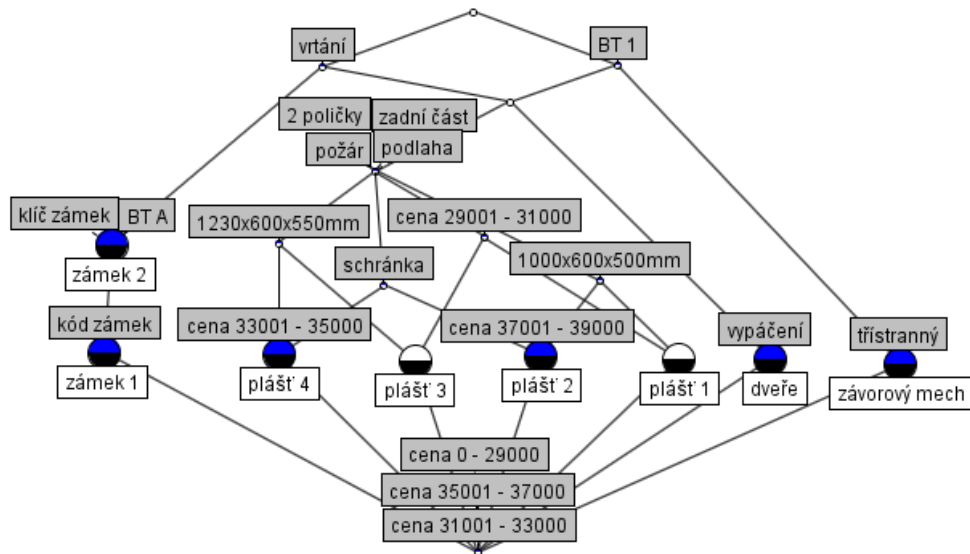 vrtání
BT 1
2 poličky
zadní část
požár
podlaha
klíč zámek
BT A
1230x600x550mm
cena 29001 - 31000
zámek 2
schránka
1000x600x500mm
kód zámek
cena 33001 - 35000
cena 37001 - 39000
vypáčení
třístranný
zámek 1
plášť 4
plášť 3
plášť 2
plášť 1
dveře
závorový mech
cena 0 - 29000
cena 35001 - 37000
cena 31001 - 33000